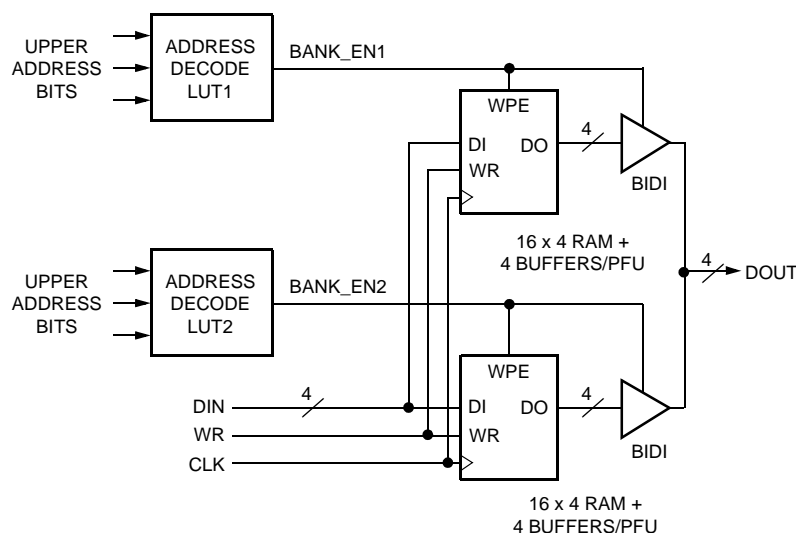 UPPER
ADDRESS
BITS
ADDRESS
DECODE
LUT1
BANK_EN1
WPE
DI
DO
WR
4
BIDI
16 x 4 RAM +
4 BUFFERS/PFU
4
DOUT
UPPER
ADDRESS
BITS
ADDRESS
DECODE
LUT2
BANK_EN2
WPE
DIN
4
DI
DO
4
WR
WR
CLK
BIDI
16 x 4 RAM +
4 BUFFERS/PFU